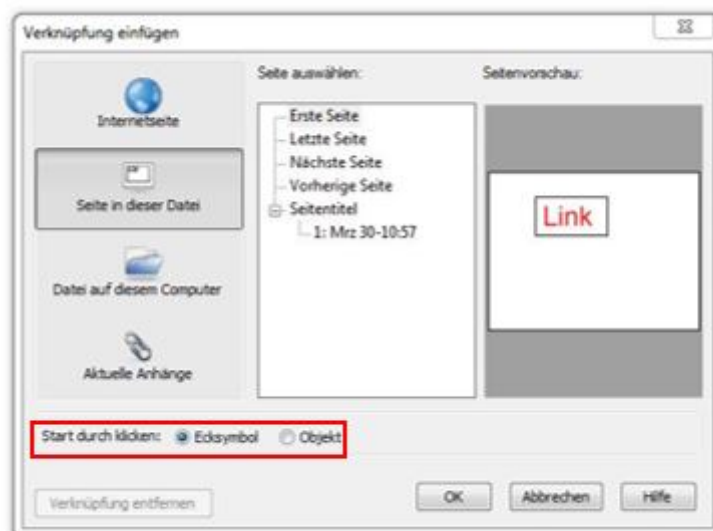 Verknüpfung einfügen
Internetseite
Seite in dieser Datei
Datei auf diesem Computer
Aktuelle Anhänge
Seite auswählen:
Erste Seite
Letzte Seite
Nächste Seite
Vorherige Seite
Seitentitel
1: Mrz 30-10:57
Seitenvorschau:
Link
Start durch klicken: Ecksymbol Objekt
Verknüpfung entfernen OK Abbrechen Hilfe